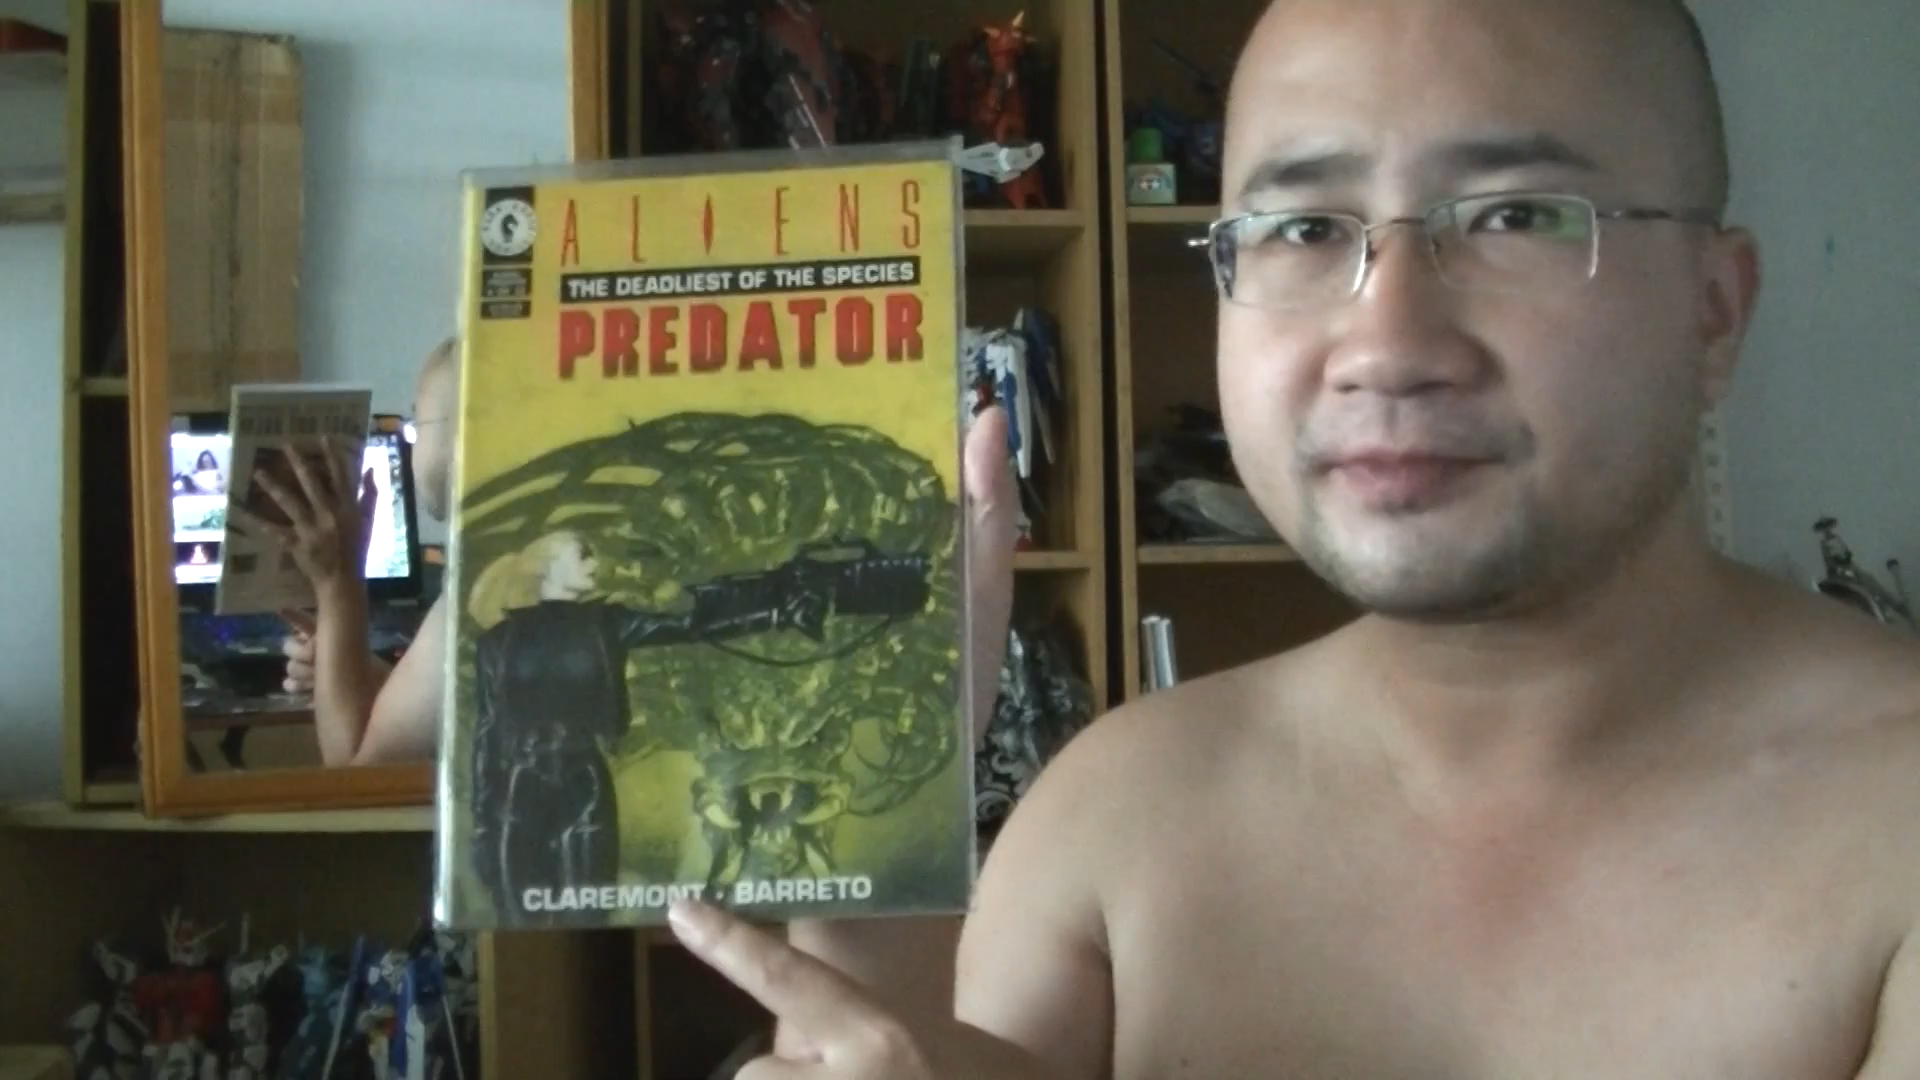 ALIENS
THE DEADLIEST OF THE SPECIES
PREDATOR
CLAREMONT · BARRETO